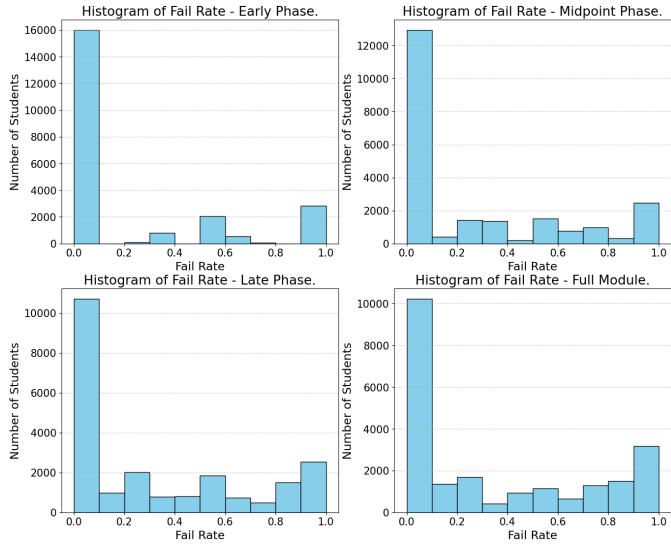 Histogram of Fail Rate - Early Phase.
Number of Students
16000
14000
12000
10000
8000
6000
4000
2000
0
0.0 0.2 0.4 0.6 0.8 1.0
Fail Rate
Histogram of Fail Rate - Midpoint Phase.
Number of Students
12000
10000
8000
6000
4000
2000
0
0.0 0.2 0.4 0.6 0.8 1.0
Fail Rate
Histogram of Fail Rate - Late Phase.
Number of Students
10000
8000
6000
4000
2000
0
0.0 0.2 0.4 0.6 0.8 1.0
Fail Rate
Histogram of Fail Rate - Full Module.
Number of Students
10000
8000
6000
4000
2000
0
0.0 0.2 0.4 0.6 0.8 1.0
Fail Rate